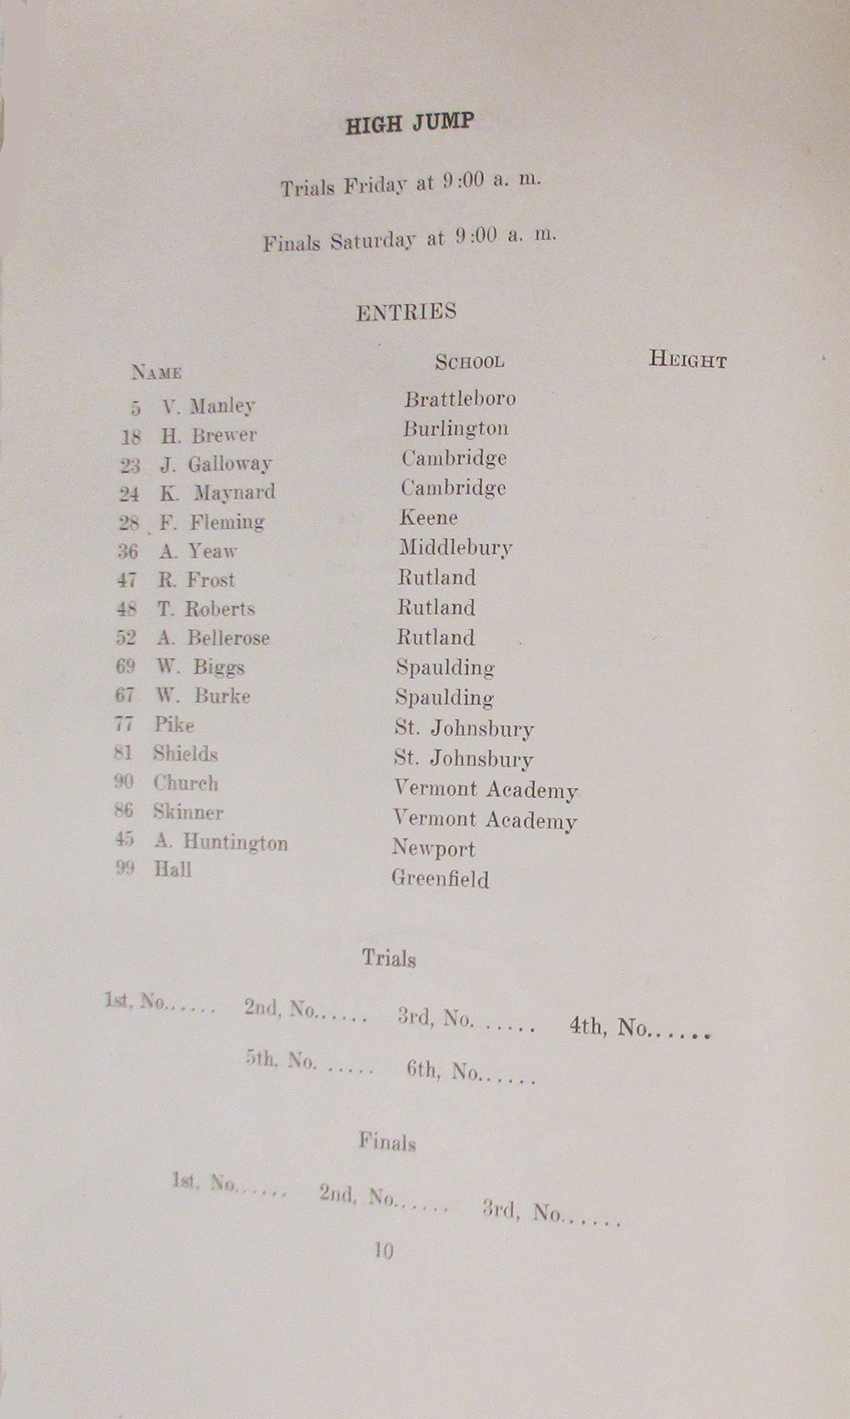 HIGH JUMP
Trials Friday at 9:00 a. m.
Finals Saturday at 9:00 a. m.
ENTRIES
NAME SCHOOL HEIGHT
5 V. Manley Brattleboro
18 H. Brewer Burlington
23 J. Galloway Cambridge
24 K. Maynard Cambridge
28 F. Fleming Keene
36 A. Yeaw Middlebury
47 R. Frost Rutland
48 T. Roberts Rutland
52 A. Bellerose Rutland
69 W. Biggs Spaulding
67 W. Burke Spaulding
77 Pike St. Johnsbury
81 Shields St. Johnsbury
90 Church Vermont Academy
86 Skinner Vermont Academy
45 A. Huntington Newport
99 Hall Greenfield
Trials
1st, No...... 2nd, No...... 3rd, No. ...... 4th, No......
5th, No. ...... 6th, No......
Finals
1st, No...... 2nd, No...... 3rd, No......
10